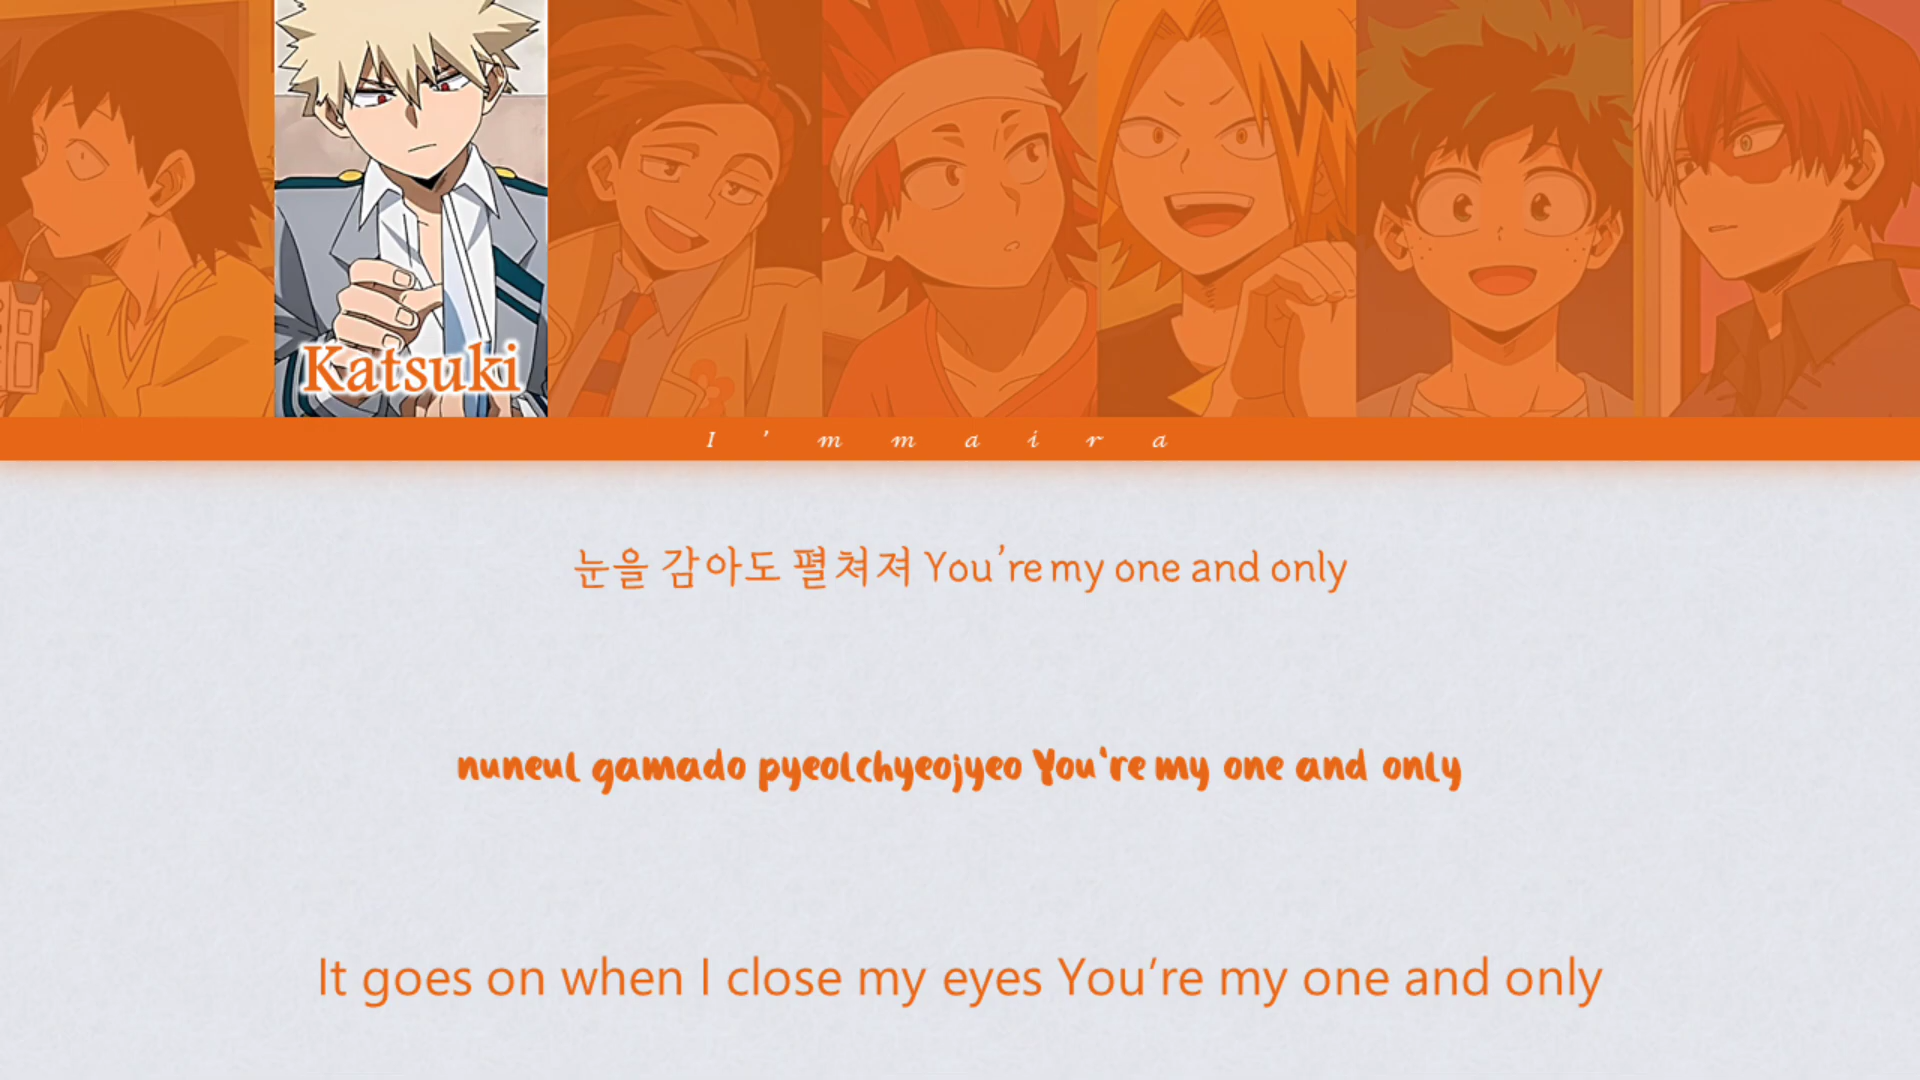 Katsuki
I'mmaira
눈을 감아도 펼쳐져 You're my one and only
nuneul gamado pyeolchyeojyeo You're my one and only
It goes on when I close my eyes You're my one and only